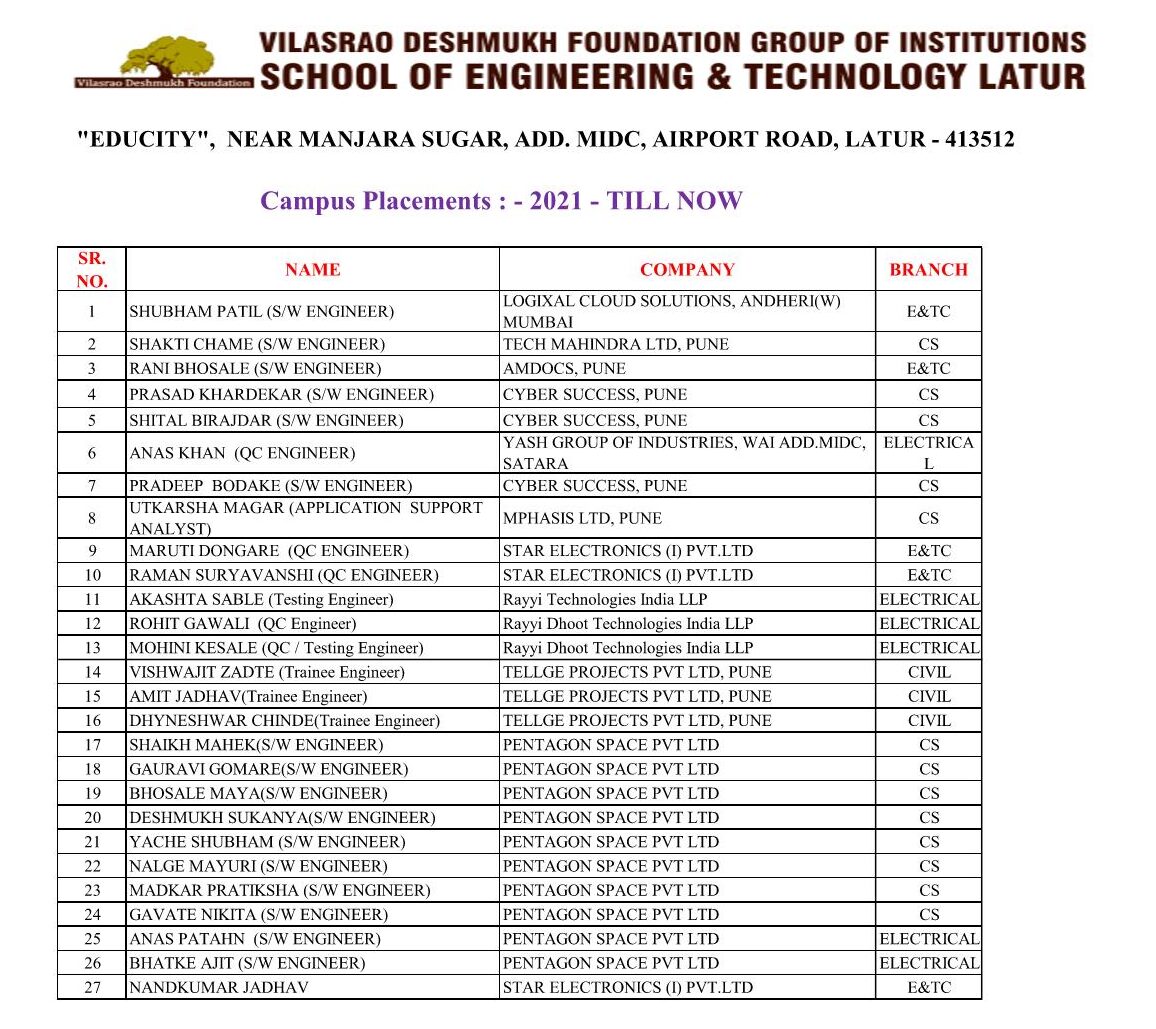 Vilasrao Deshmukh Foundation
VILASRAO DESHMUKH FOUNDATION GROUP OF INSTITUTIONS
SCHOOL OF ENGINEERING & TECHNOLOGY LATUR
"EDUCITY", NEAR MANJARA SUGAR, ADD. MIDC, AIRPORT ROAD, LATUR - 413512
Campus Placements : - 2021 - TILL NOW
SR. NO. NAME COMPANY BRANCH
1 SHUBHAM PATIL (S/W ENGINEER) LOGIXAL CLOUD SOLUTIONS, ANDHERI(W) MUMBAI E&TC
2 SHAKTI CHAME (S/W ENGINEER) TECH MAHINDRA LTD, PUNE CS
3 RANI BHOSALE (S/W ENGINEER) AMDOCS, PUNE E&TC
4 PRASAD KHARDEKAR (S/W ENGINEER) CYBER SUCCESS, PUNE CS
5 SHITAL BIRAJDAR (S/W ENGINEER) CYBER SUCCESS, PUNE CS
6 ANAS KHAN (QC ENGINEER) YASH GROUP OF INDUSTRIES, WAI ADD.MIDC, SATARA ELECTRICAL
7 PRADEEP BODAKE (S/W ENGINEER) CYBER SUCCESS, PUNE CS
8 UTKARSHA MAGAR (APPLICATION SUPPORT ANALYST) MPHASIS LTD, PUNE CS
9 MARUTI DONGARE (QC ENGINEER) STAR ELECTRONICS (I) PVT.LTD E&TC
10 RAMAN SURYAVANSHI (QC ENGINEER) STAR ELECTRONICS (I) PVT.LTD E&TC
11 AKASHTA SABLE (Testing Engineer) Rayyi Technologies India LLP ELECTRICAL
12 ROHIT GAWALI (QC Engineer) Rayyi Dhoot Technologies India LLP ELECTRICAL
13 MOHINI KESALE (QC / Testing Engineer) Rayyi Dhoot Technologies India LLP ELECTRICAL
14 VISHWAJIT ZADTE (Trainee Engineer) TELLGE PROJECTS PVT LTD, PUNE CIVIL
15 AMIT JADHAV(Trainee Engineer) TELLGE PROJECTS PVT LTD, PUNE CIVIL
16 DHYNESHWAR CHINDE(Trainee Engineer) TELLGE PROJECTS PVT LTD, PUNE CIVIL
17 SHAIKH MAHEK(S/W ENGINEER) PENTAGON SPACE PVT LTD CS
18 GAURAVI GOMARE(S/W ENGINEER) PENTAGON SPACE PVT LTD CS
19 BHOSALE MAYA(S/W ENGINEER) PENTAGON SPACE PVT LTD CS
20 DESHMUKH SUKANYA(S/W ENGINEER) PENTAGON SPACE PVT LTD CS
21 YACHE SHUBHAM (S/W ENGINEER) PENTAGON SPACE PVT LTD CS
22 NALGE MAYURI (S/W ENGINEER) PENTAGON SPACE PVT LTD CS
23 MADKAR PRATIKSHA (S/W ENGINEER) PENTAGON SPACE PVT LTD CS
24 GAVATE NIKITA (S/W ENGINEER) PENTAGON SPACE PVT LTD CS
25 ANAS PATAHN (S/W ENGINEER) PENTAGON SPACE PVT LTD ELECTRICAL
26 BHATKE AJIT (S/W ENGINEER) PENTAGON SPACE PVT LTD ELECTRICAL
27 NANDKUMAR JADHAV STAR ELECTRONICS (I) PVT.LTD E&TC